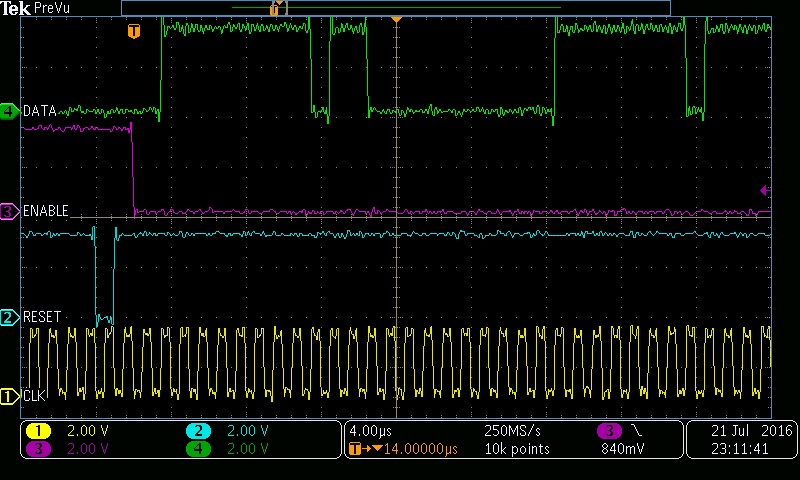 Tek PreVu
T
T
4 DATA
3 ENABLE
2 RESET
1 CLK
1 2.00 V 2 2.00 V 4.00µs 250MS/s 3 21 Jul 2016
3 2.00 V 4 2.00 V T→▼14.00000µs 10k points 840mV 23:11:41